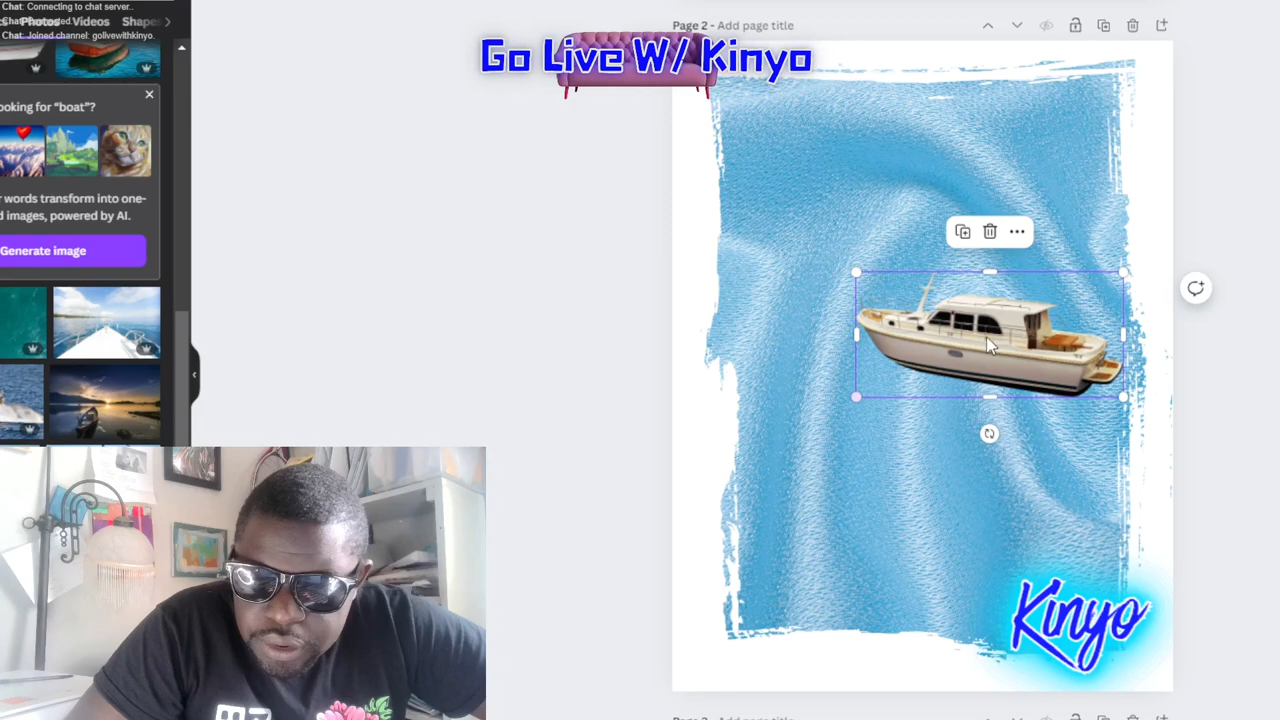 Chat: Connecting to chat server..
Photos Videos Shapes
Chat: Joined channel: golivewithkinyo.
Page 2 - Add page title
Go Live W/ Kinyo
ooking for “boat”?
r words transform into one-
d images, powered by AI.
Generate image
Kinyo